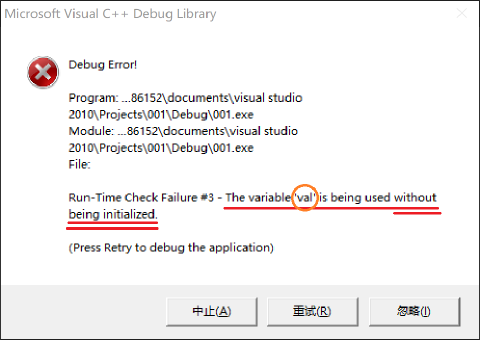 Microsoft Visual C++ Debug Library
Debug Error!
Program: ...86152\documents\visual studio
2010\Projects\001\Debug\001.exe
Module: ...86152\documents\visual studio
2010\Projects\001\Debug\001.exe
File:
Run-Time Check Failure #3 - The variable 'val' is being used without
being initialized.
(Press Retry to debug the application)
中止(A)
重试(R)
忽略(I)